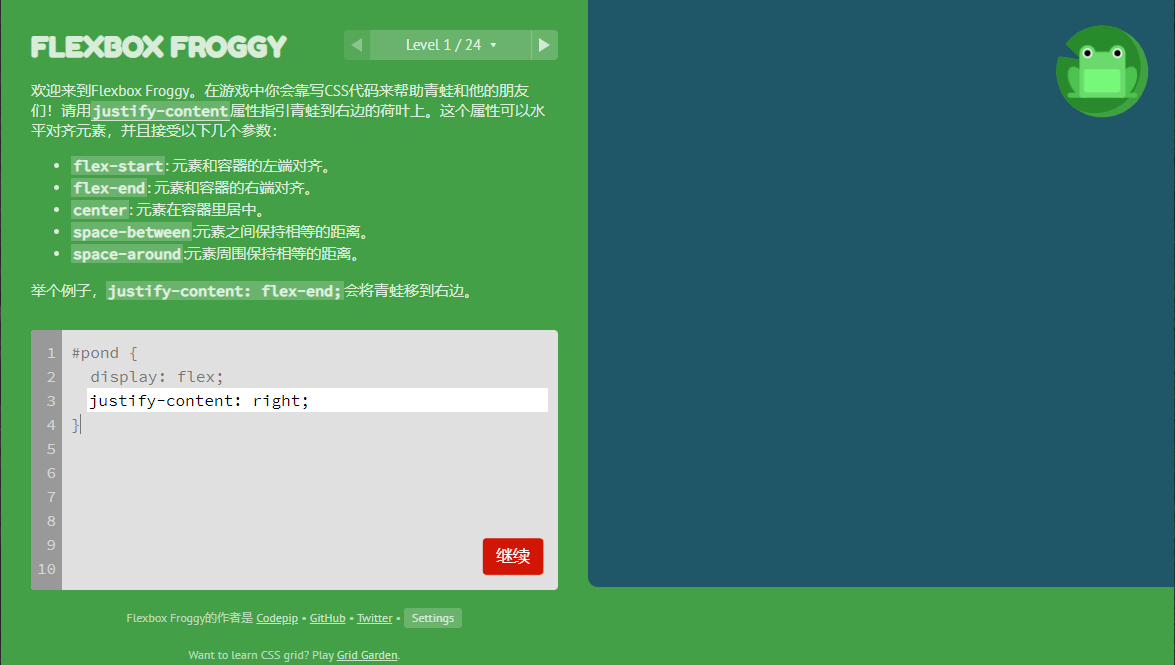 FLEXBOX FROGGY
Level 1 / 24
欢迎来到Flexbox Froggy。在游戏中你会靠写CSS代码来帮助青蛙和他的朋友
们！请用justify-content属性指引青蛙到右边的荷叶上。这个属性可以水
平对齐元素，并且接受以下几个参数：
flex-start: 元素和容器的左端对齐。
flex-end: 元素和容器的右端对齐。
center: 元素在容器里居中。
space-between:元素之间保持相等的距离。
space-around:元素周围保持相等的距离。
举个例子，justify-content: flex-end;会将青蛙移到右边。
1 #pond {
2 display: flex;
3 justify-content: right;
4 }
5
6
7
8
9
10
继续
Flexbox Froggy的作者是 Codepip • GitHub • Twitter • Settings
Want to learn CSS grid? Play Grid Garden.